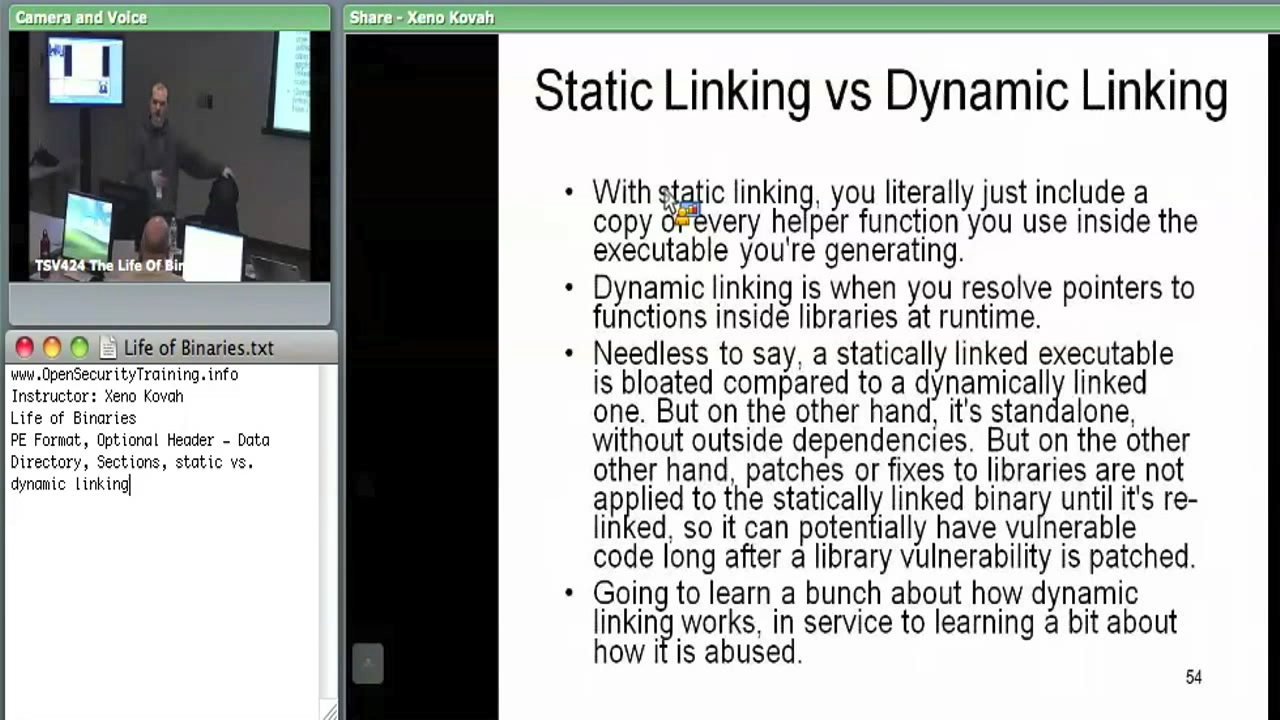 Camera and Voice
Share - Xeno Kovah
TSV424 The Life Of Bin
Life of Binaries.txt
www.OpenSecurityTraining.info
Instructor: Xeno Kovah
Life of Binaries
PE Format, Optional Header - Data
Directory, Sections, static vs.
dynamic linking
Static Linking vs Dynamic Linking
• With static linking, you literally just include a
copy of every helper function you use inside the
executable you're generating.
• Dynamic linking is when you resolve pointers to
functions inside libraries at runtime.
• Needless to say, a statically linked executable
is bloated compared to a dynamically linked
one. But on the other hand, it's standalone,
without outside dependencies. But on the other
other hand, patches or fixes to libraries are not
applied to the statically linked binary until it's re-
linked, so it can potentially have vulnerable
code long after a library vulnerability is patched.
• Going to learn a bunch about how dynamic
linking works, in service to learning a bit about
how it is abused.
54